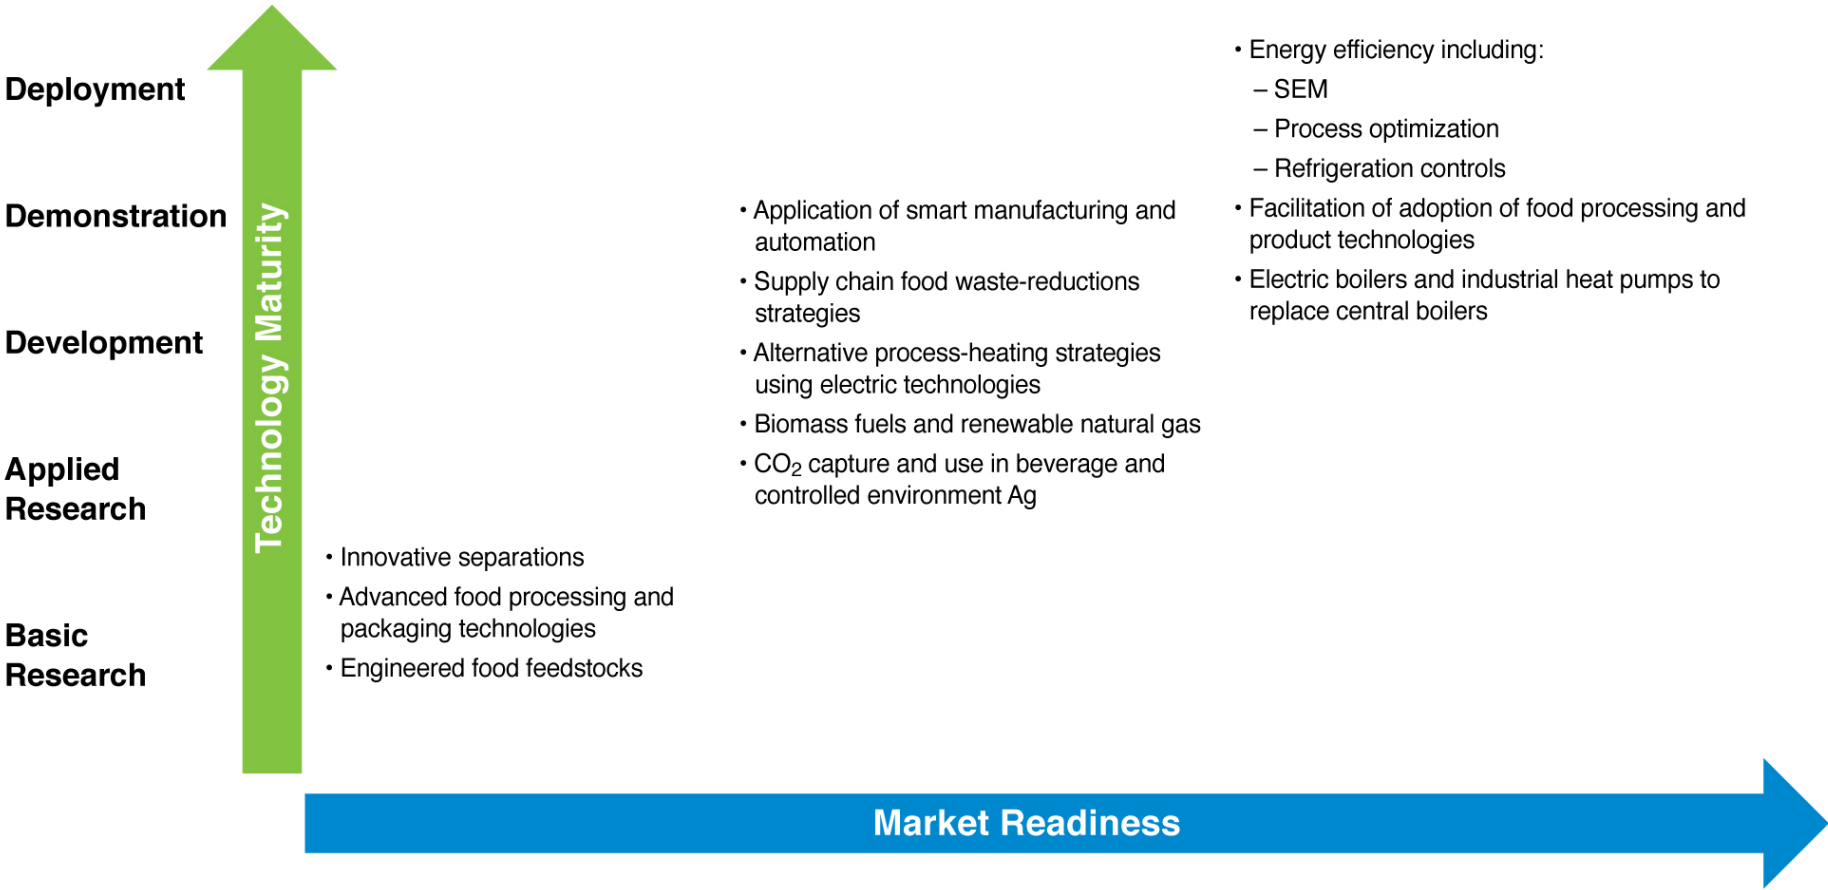 Deployment
Demonstration
Development
Applied
Research
Basic
Research
Technology Maturity
• Innovative separations
• Advanced food processing and
packaging technologies
• Engineered food feedstocks
• Application of smart manufacturing and
automation
• Supply chain food waste-reductions
strategies
• Alternative process-heating strategies
using electric technologies
• Biomass fuels and renewable natural gas
• CO₂ capture and use in beverage and
controlled environment Ag
• Energy efficiency including:
– SEM
– Process optimization
– Refrigeration controls
• Facilitation of adoption of food processing and
product technologies
• Electric boilers and industrial heat pumps to
replace central boilers
Market Readiness